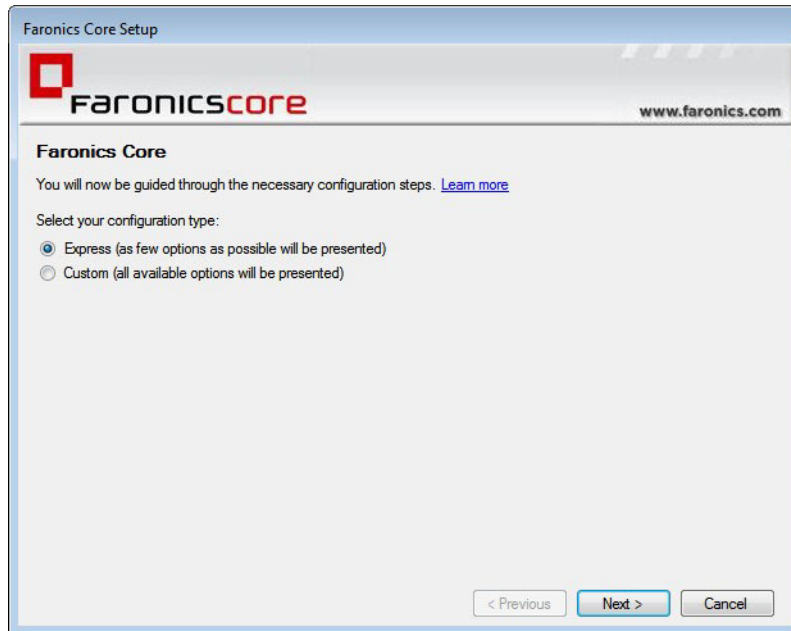 Faronics Core Setup
Faronicscore
www.faronics.com
Faronics Core
You will now be guided through the necessary configuration steps. Learn more
Select your configuration type:
Express (as few options as possible will be presented)
Custom (all available options will be presented)
< Previous Next > Cancel